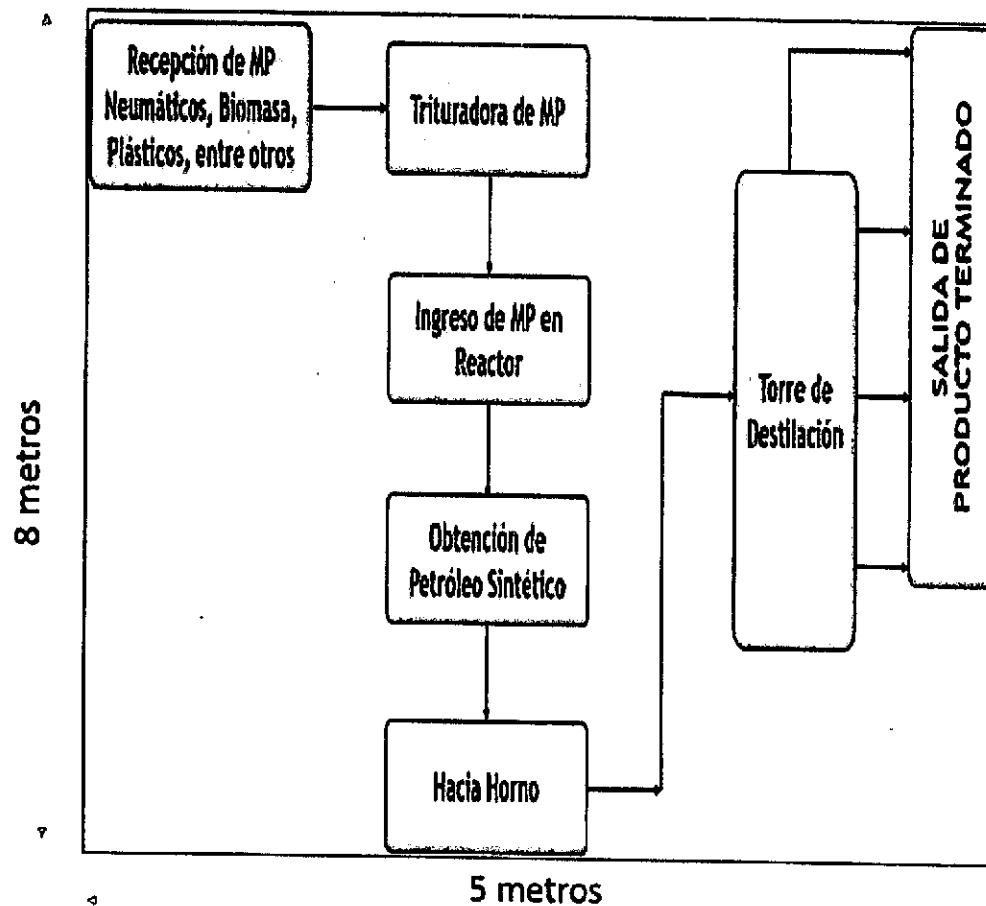 Recepción de MP
Neumáticos, Biomasa,
Plásticos, entre otros
Trituradora de MP
Ingreso de MP en
Reactor
Obtención de
Petróleo Sintético
Hacia Horno
Torre de
Destilación
SALIDA DE
PRODUCTO TERMINADO
8 metros
5 metros